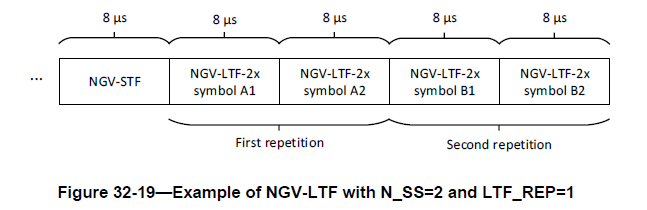 8 µs 8 µs 8 µs 8 µs 8 µs
... NGV-STF NGV-LTF-2x NGV-LTF-2x NGV-LTF-2x NGV-LTF-2x
symbol A1 symbol A2 symbol B1 symbol B2
First repetition Second repetition
Figure 32-19—Example of NGV-LTF with N_SS=2 and LTF_REP=1